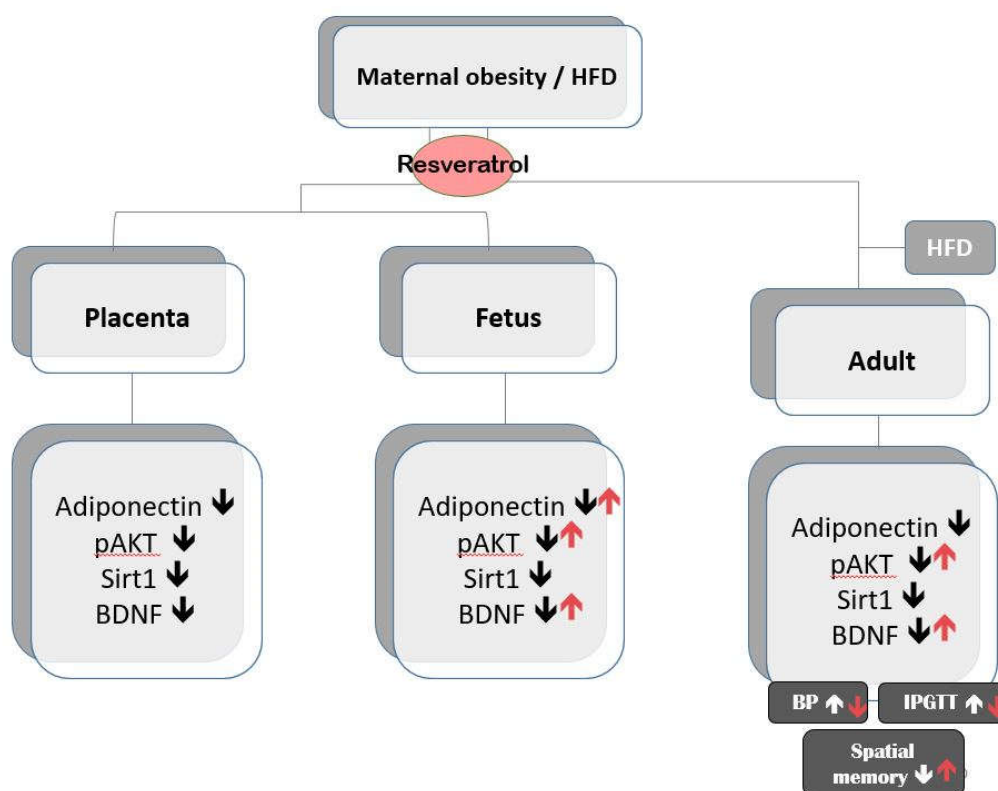 Maternal obesity / HFD
Resveratrol
HFD
Placenta
Fetus
Adult
Adiponectin ↓
pAKT ↓
Sirt1 ↓
BDNF ↓
Adiponectin ↓↑
pAKT ↓↑
Sirt1 ↓
BDNF ↓↑
Adiponectin ↓
pAKT ↓↑
Sirt1 ↓
BDNF ↓↑
BP ↑↓
IPGTT ↑↓
Spatial
memory ↓↑